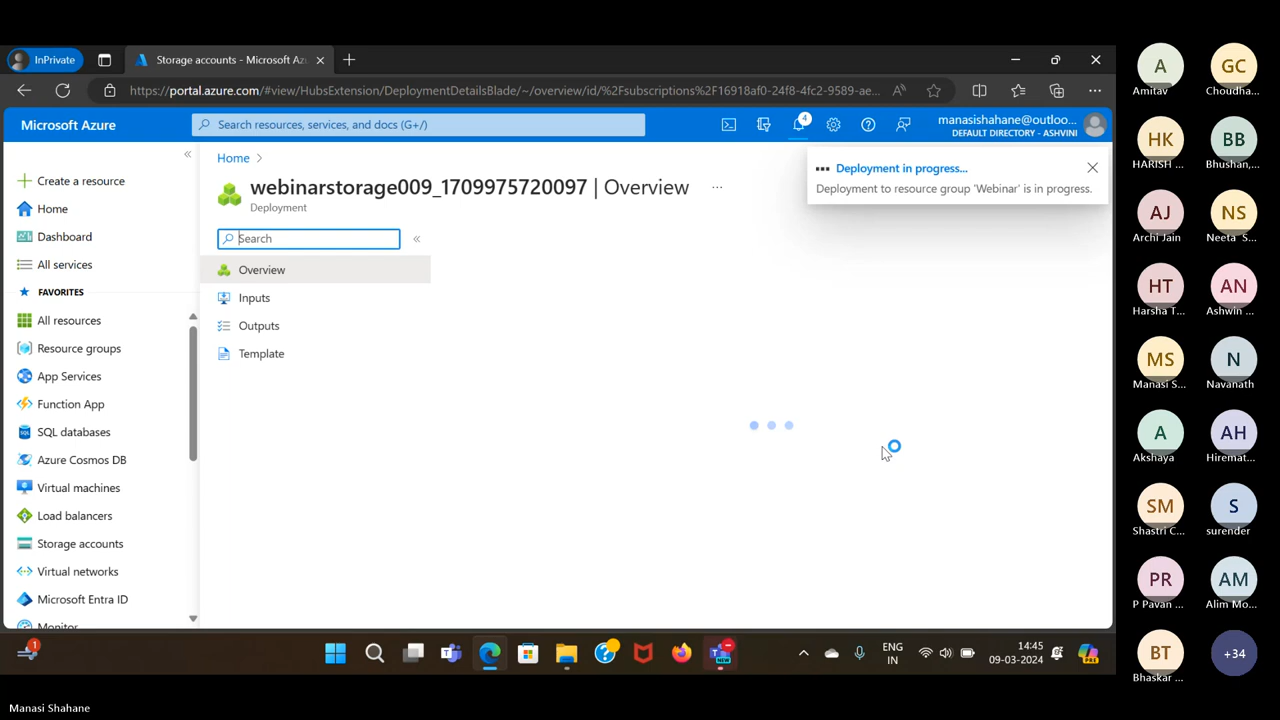 InPrivate
Storage accounts - Microsoft Az
https://portal.azure.com/#view/HubsExtension/DeploymentDetailsBlade/~/overview/id/%2Fsubscriptions%2F16918af0-24f8-4fc2-9589-ae...
Microsoft Azure
Search resources, services, and docs (G+/)
4
manasishahane@outloo...
DEFAULT DIRECTORY - ASHVINI
Create a resource
Home
Dashboard
All services
FAVORITES
All resources
Resource groups
App Services
Function App
SQL databases
Azure Cosmos DB
Virtual machines
Load balancers
Storage accounts
Virtual networks
Microsoft Entra ID
Monitor
Home
webinarstorage009_1709975720097 | Overview
Deployment
Search
Overview
Inputs
Outputs
Template
Deployment in progress...
Deployment to resource group 'Webinar' is in progress.
1
NEW
ENG
IN
14:45
09-03-2024
PRE
A
Amitav
GC
Choudha...
HK
HARISH ...
BB
Bhushan,...
AJ
Archi Jain
NS
Neeta S...
HT
Harsha T...
AN
Ashwin ...
MS
Manasi S...
N
Navanath
A
Akshaya
AH
Hiremat...
SM
Shastri C...
S
surender
PR
P Pavan ...
AM
Alim Mo...
BT
Bhaskar ...
+34
Manasi Shahane